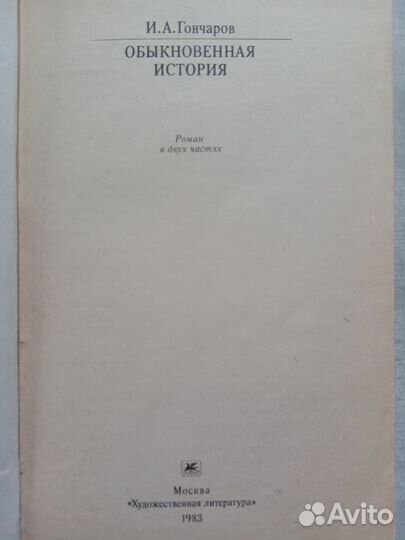 И.А.Гончаров
ОБЫКНОВЕННАЯ
ИСТОРИЯ
Роман
в двух частях
Москва
«Художественная литература»
1983
Avito